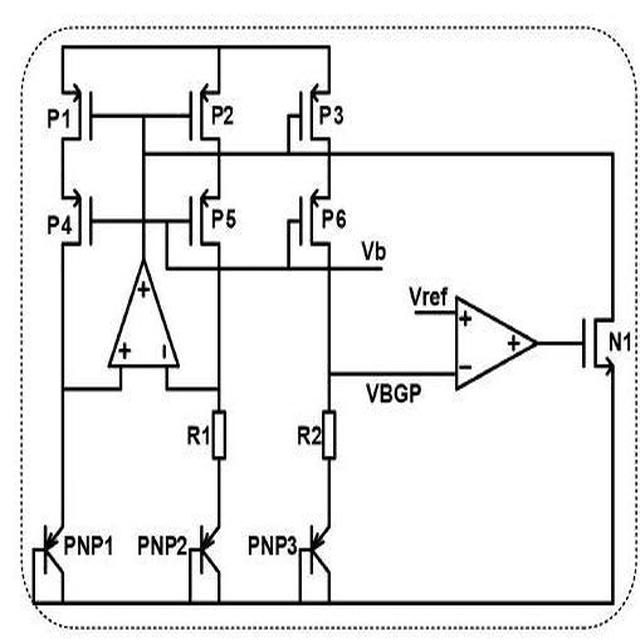 P1
P2
P3
P4
P5
P6
Vb
+
Vref
+
+
N1
+
-
-
VBGP
R1
R2
PNP1
PNP2
PNP3